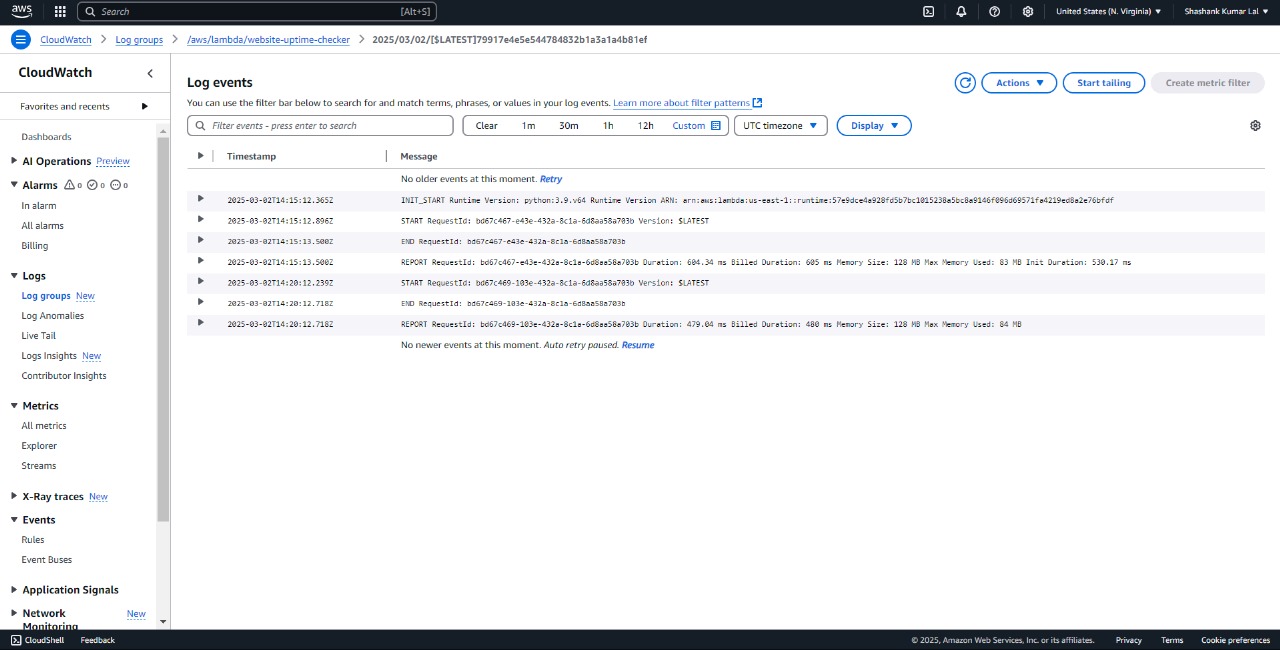 aws Search [Alt+S] United States (N. Virginia) Shashank Kumar Lal
CloudWatch Log groups /aws/lambda/website-uptime-checker 2025/03/02/[$LATEST]79917e4e5e544784832b1a3a1a4b81ef
CloudWatch
Favorites and recents
Dashboards
AI Operations Preview
Alarms 0 0 0
In alarm
All alarms
Billing
Logs
Log groups New
Log Anomalies
Live Tail
Logs Insights New
Contributor Insights
Metrics
All metrics
Explorer
Streams
X-Ray traces New
Events
Rules
Event Buses
Application Signals
Network New
Monitoring
Log events
Actions Start tailing Create metric filter
You can use the filter bar below to search for and match terms, phrases, or values in your log events. Learn more about filter patterns
Filter events - press enter to search Clear 1m 30m 1h 12h Custom UTC timezone Display
Timestamp Message
No older events at this moment. Retry
2025-03-02T14:15:12.365Z INIT_START Runtime Version: python:3.9.v64 Runtime Version ARN: arn:aws:lambda:us-east-1::runtime:57e9dce4a928fd5b7bc1015238a5bc8a9146f096d69571fa4219ed8a2e76bfdf
2025-03-02T14:15:12.896Z START RequestId: bd67c467-e43e-432a-8c1a-6d8aa58a703b Version: $LATEST
2025-03-02T14:15:13.500Z END RequestId: bd67c467-e43e-432a-8c1a-6d8aa58a703b
2025-03-02T14:15:13.500Z REPORT RequestId: bd67c467-e43e-432a-8c1a-6d8aa58a703b Duration: 604.34 ms Billed Duration: 605 ms Memory Size: 128 MB Max Memory Used: 83 MB Init Duration: 530.17 ms
2025-03-02T14:20:12.239Z START RequestId: bd67c469-103e-432a-8c1a-6d8aa58a703b Version: $LATEST
2025-03-02T14:20:12.718Z END RequestId: bd67c469-103e-432a-8c1a-6d8aa58a703b
2025-03-02T14:20:12.718Z REPORT RequestId: bd67c469-103e-432a-8c1a-6d8aa58a703b Duration: 479.04 ms Billed Duration: 480 ms Memory Size: 128 MB Max Memory Used: 84 MB
No newer events at this moment. Auto retry paused. Resume
CloudShell Feedback © 2025, Amazon Web Services, Inc. or its affiliates. Privacy Terms Cookie preferences